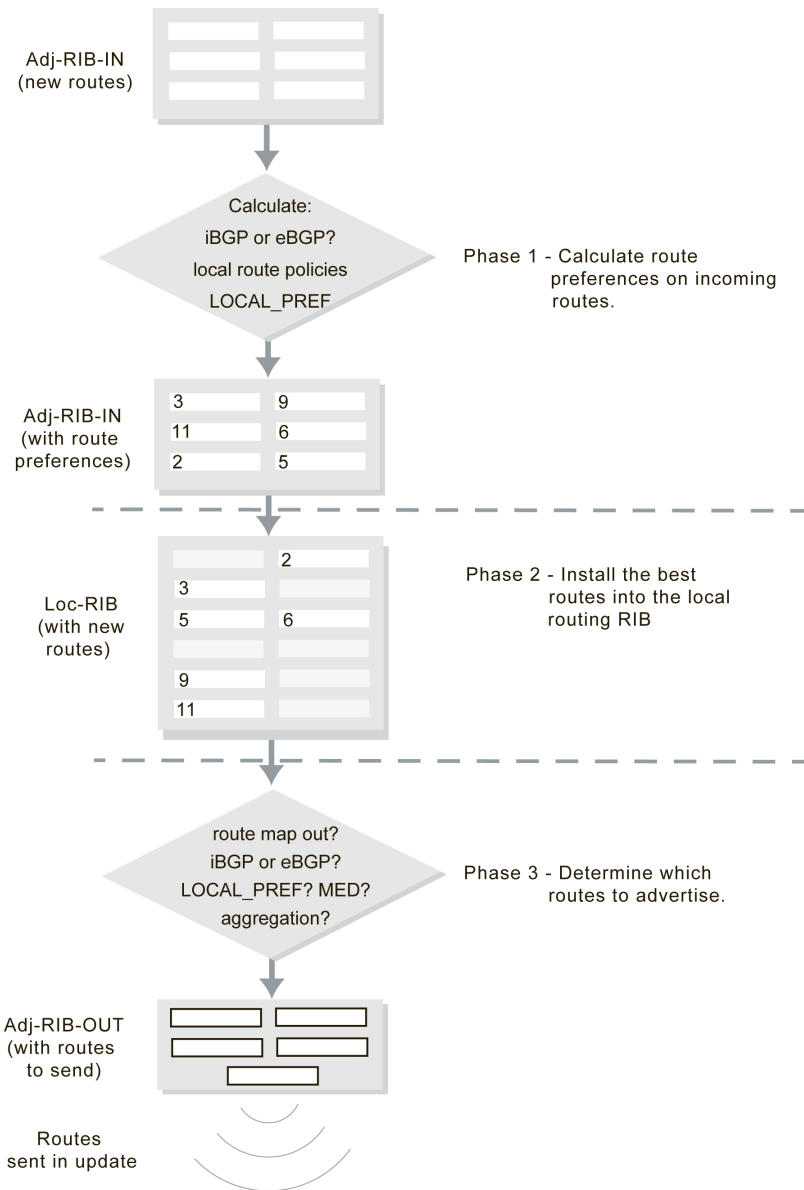 Adj-RIB-IN
(new routes)
Calculate:
iBGP or eBGP?
local route policies
LOCAL_PREF
Phase 1 - Calculate route
preferences on incoming
routes.
Adj-RIB-IN
(with route
preferences)
3 9
11 6
2 5
Loc-RIB
(with new
routes)
2
3
5 6
9
11
Phase 2 - Install the best
routes into the local
routing RIB
route map out?
iBGP or eBGP?
LOCAL_PREF? MED?
aggregation?
Phase 3 - Determine which
routes to advertise.
Adj-RIB-OUT
(with routes
to send)
Routes
sent in update